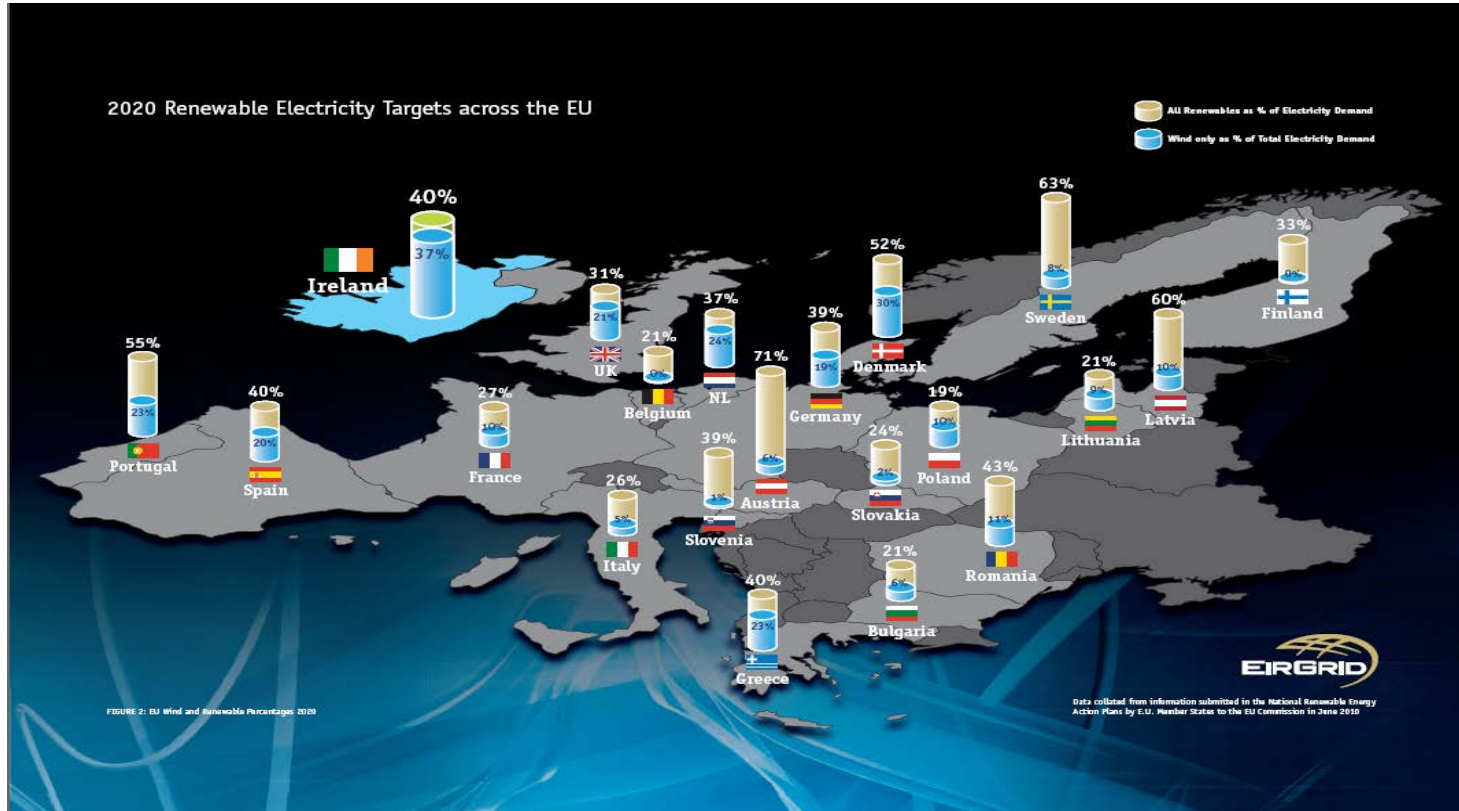 2020 Renewable Electricity Targets across the EU
All Renewables as % of Electricity Demand
Wind only as % of Total Electricity Demand
40%
37%
Ireland
31%
21%
UK
21%
0%
Belgium
37%
24%
NL
39%
19%
Germany
52%
30%
Denmark
63%
8%
Sweden
33%
0%
Finland
60%
10%
Latvia
21%
9%
Lithuania
55%
23%
Portugal
40%
20%
Spain
27%
10%
France
71%
6%
Austria
39%
1%
Slovenia
24%
2%
Slovakia
19%
10%
Poland
43%
11%
Romania
26%
5%
Italy
21%
6%
Bulgaria
40%
23%
Greece
EIRGRID
FIGURE 2: EU Wind and Renewable Percentages 2020
Data collated from information submitted in the National Renewable Energy
Action Plans by E.U. Member States to the EU Commission in June 2010